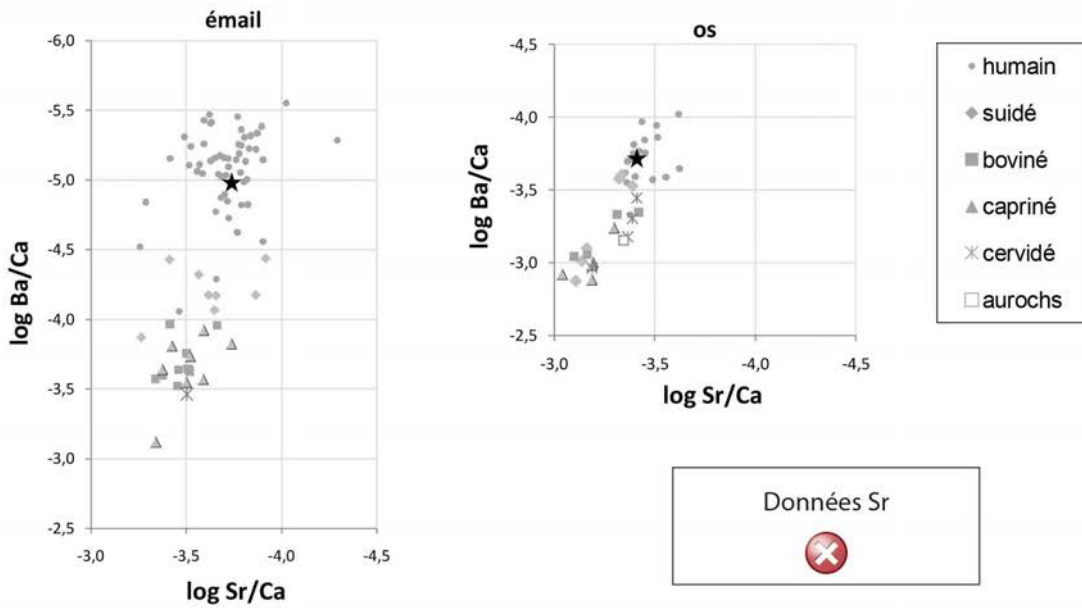 émail
-6,0
-5,5
-5,0
-4,5
-4,0
-3,5
-3,0
-2,5
log Ba/Ca
-3,0 -3,5 -4,0 -4,5
log Sr/Ca
os
-4,5
-4,0
-3,5
-3,0
-2,5
log Ba/Ca
-3,0 -3,5 -4,0 -4,5
log Sr/Ca
humain
suidé
boviné
capriné
cervidé
aurochs
Données Sr